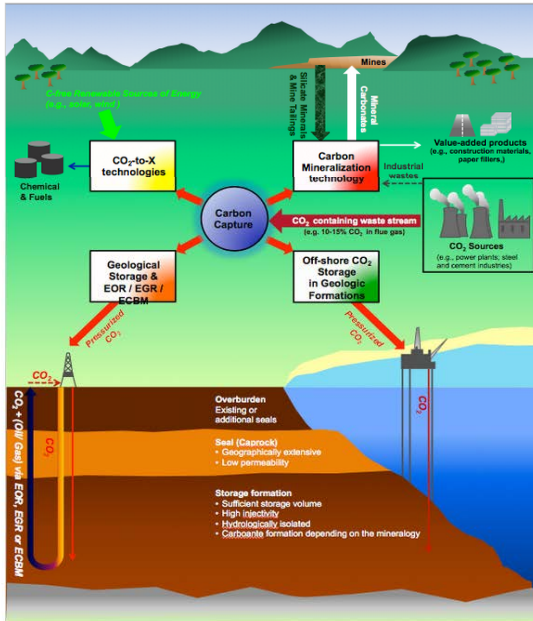 Mines
C-free Renewable Sources of Energy
(e.g., solar, wind )
Silicate Minerals
& Mine Tailings
Mineral
Carbonates
Value-added products
(e.g., construction materials,
paper fillers,)
CO2-to-X
technologies
Carbon
Mineralization
technology
Chemical
& Fuels
Industrial
wastes
Carbon
Capture
CO2 containing waste stream
(e.g. 10-15% CO2 in flue gas)
CO2 Sources
(e.g., power plants; steel
and cement industries)
Geological
Storage &
EOR / EGR /
ECBM
Off-shore CO2
Storage
in Geologic
Formations
Pressurized
CO2
Pressurized
CO2
CO2
CO2
CO2
CO2 + (Oil/ Gas) via EOR, EGR or ECBM
Overburden
Existing or
additional seals
Seal (Caprock)
• Geographically extensive
• Low permeability
Storage formation
• Sufficient storage volume
• High injectivity
• Hydrologically isolated
• Carboante formation depending on the mineralogy